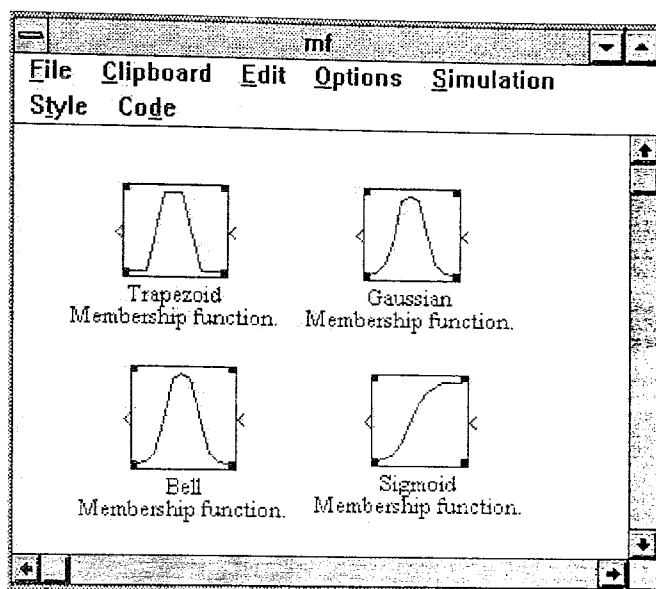 mf
File Clipboard Edit Options Simulation
Style Code
Trapezoid
Membership function.
Gaussian
Membership function.
Bell
Membership function.
Sigmoid
Membership function.